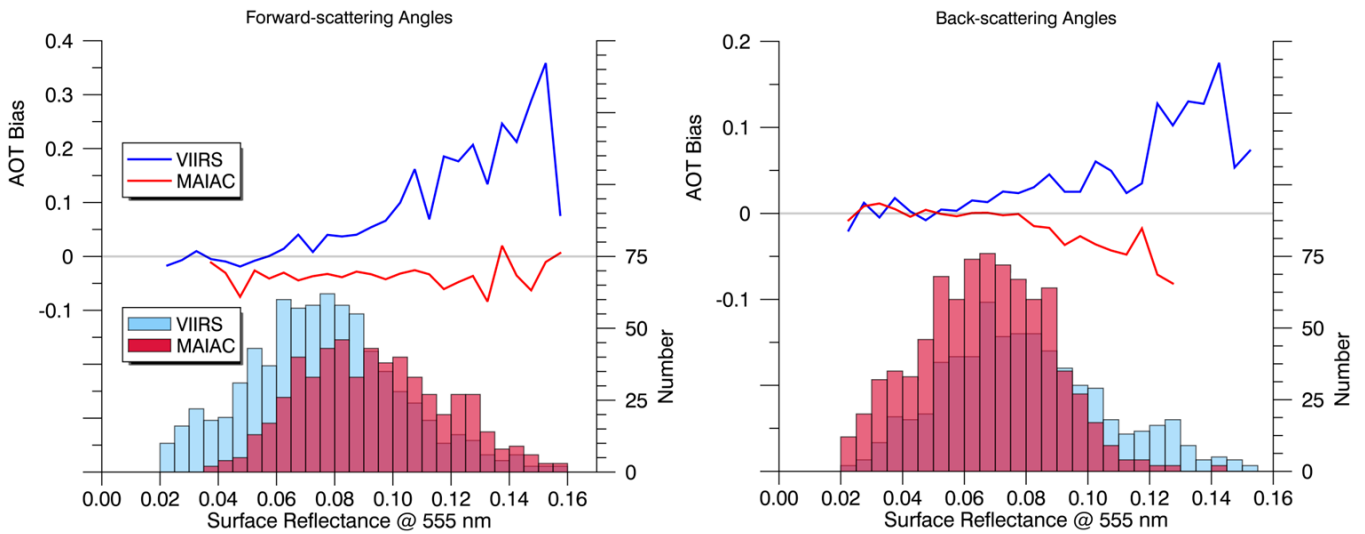 Forward-scattering Angles
0.4
0.3
0.2
0.1
0
-0.1
AOT Bias
VIIRS
MAIAC
VIIRS
MAIAC
75
50
25
0
Number
0.00 0.02 0.04 0.06 0.08 0.10 0.12 0.14 0.16
Surface Reflectance @ 555 nm
Back-scattering Angles
0.2
0.1
0
-0.1
AOT Bias
75
50
25
0
Number
0.00 0.02 0.04 0.06 0.08 0.10 0.12 0.14 0.16
Surface Reflectance @ 555 nm